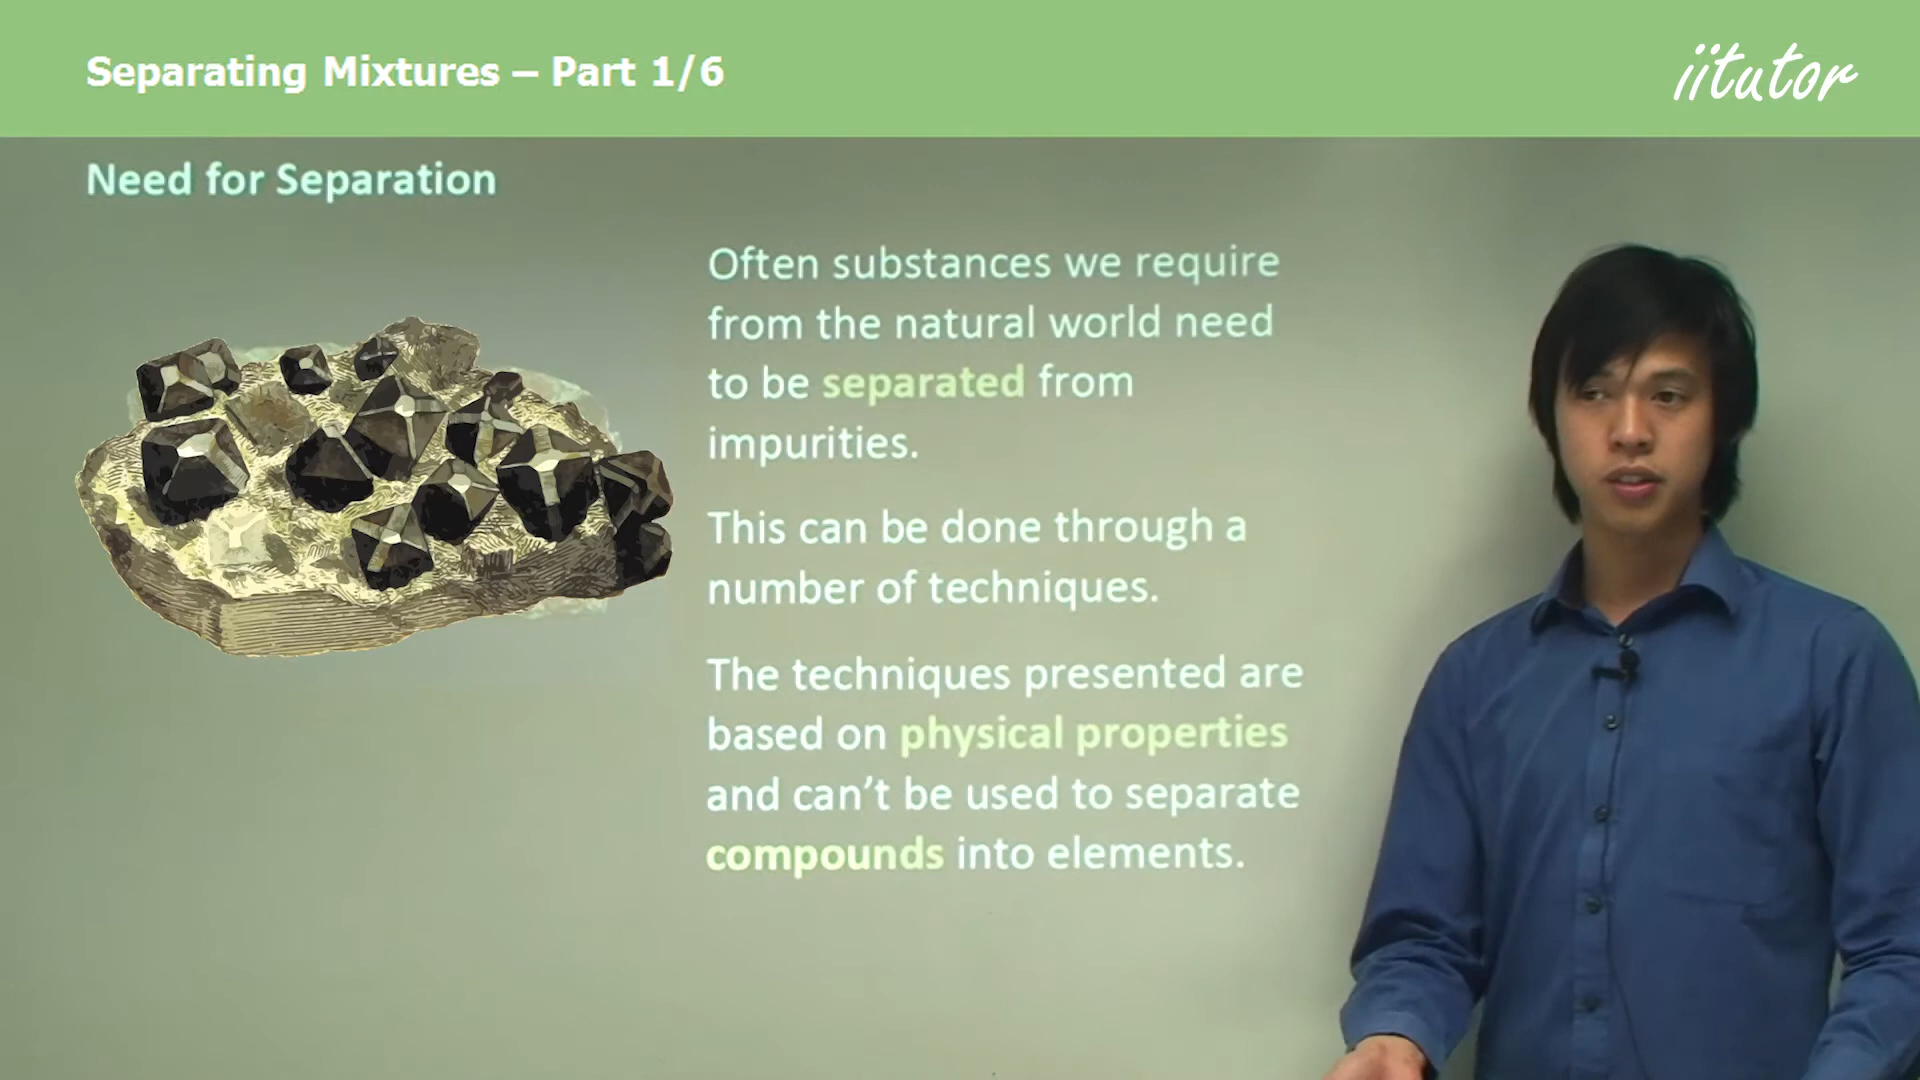 Separating Mixtures – Part 1/6
iitutor
Need for Separation
Often substances we require
from the natural world need
to be separated from
impurities.
This can be done through a
number of techniques.
The techniques presented are
based on physical properties
and can’t be used to separate
compounds into elements.